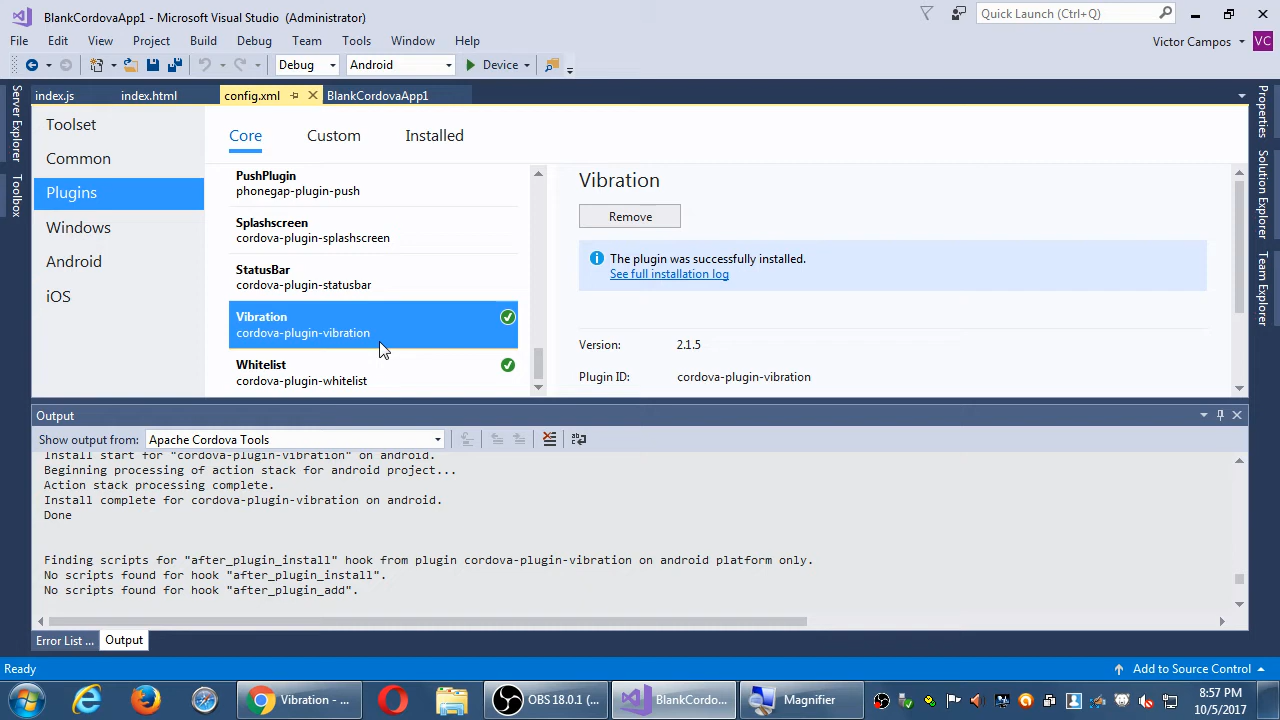 BlankCordovaApp1 - Microsoft Visual Studio (Administrator)
Quick Launch (Ctrl+Q)
File Edit View Project Build Debug Team Tools Window Help
Victor Campos VC
Debug Android Device
index.js index.html config.xml BlankCordovaApp1
Server Explorer
Toolbox
Toolset
Common
Plugins
Windows
Android
iOS
Core Custom Installed
PushPlugin
phonegap-plugin-push
Splashscreen
cordova-plugin-splashscreen
StatusBar
cordova-plugin-statusbar
Vibration
cordova-plugin-vibration
Whitelist
cordova-plugin-whitelist
Vibration
Remove
The plugin was successfully installed.
See full installation log
Version: 2.1.5
Plugin ID: cordova-plugin-vibration
Properties
Solution Explorer
Team Explorer
Output
Show output from: Apache Cordova Tools
Install start for "cordova-plugin-vibration" on android.
Beginning processing of action stack for android project...
Action stack processing complete.
Install complete for cordova-plugin-vibration on android.
Done
Finding scripts for "after_plugin_install" hook from plugin cordova-plugin-vibration on android platform only.
No scripts found for hook "after_plugin_install".
No scripts found for hook "after_plugin_add".
Error List ... Output
Ready
Add to Source Control
Vibration - ...
OBS 18.0.1 (...
BlankCordo...
Magnifier
8:57 PM
10/5/2017